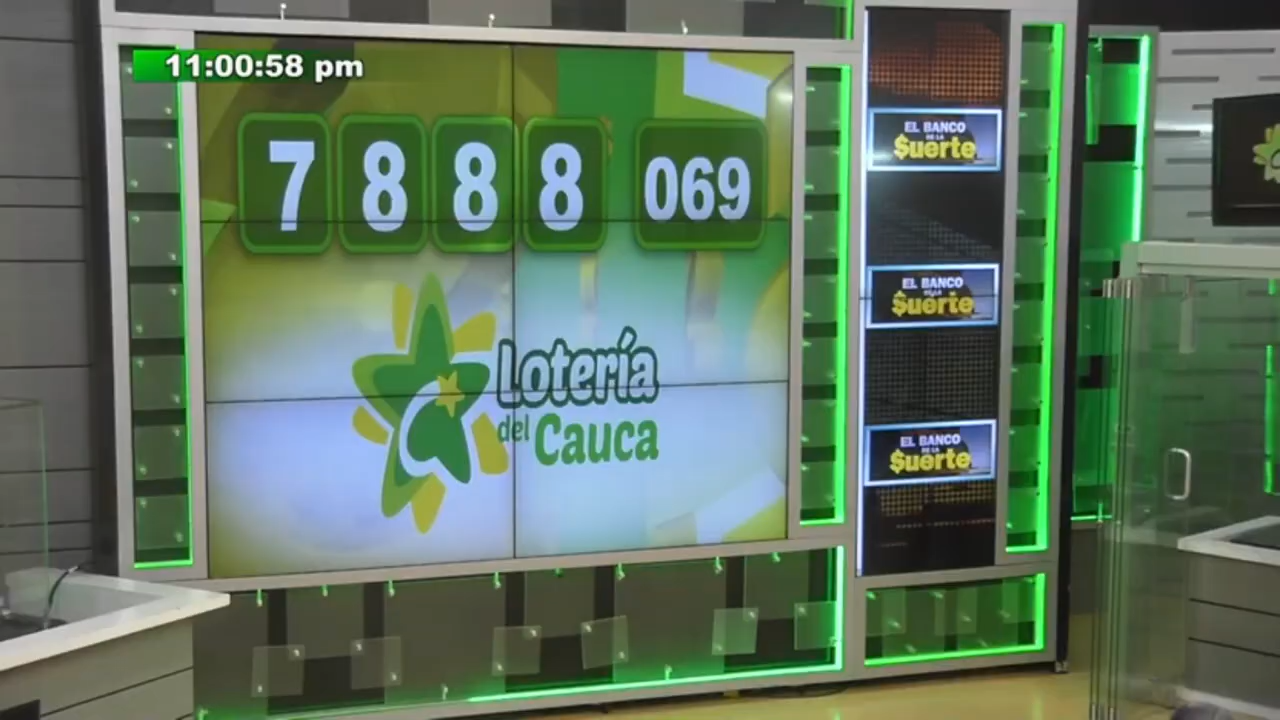 11:00:58 pm
7 8 8 8 069
Lotería
del Cauca
EL BANCO
DE LA
$uerte
EL BANCO
DE LA
$uerte
EL BANCO
DE LA
$uerte